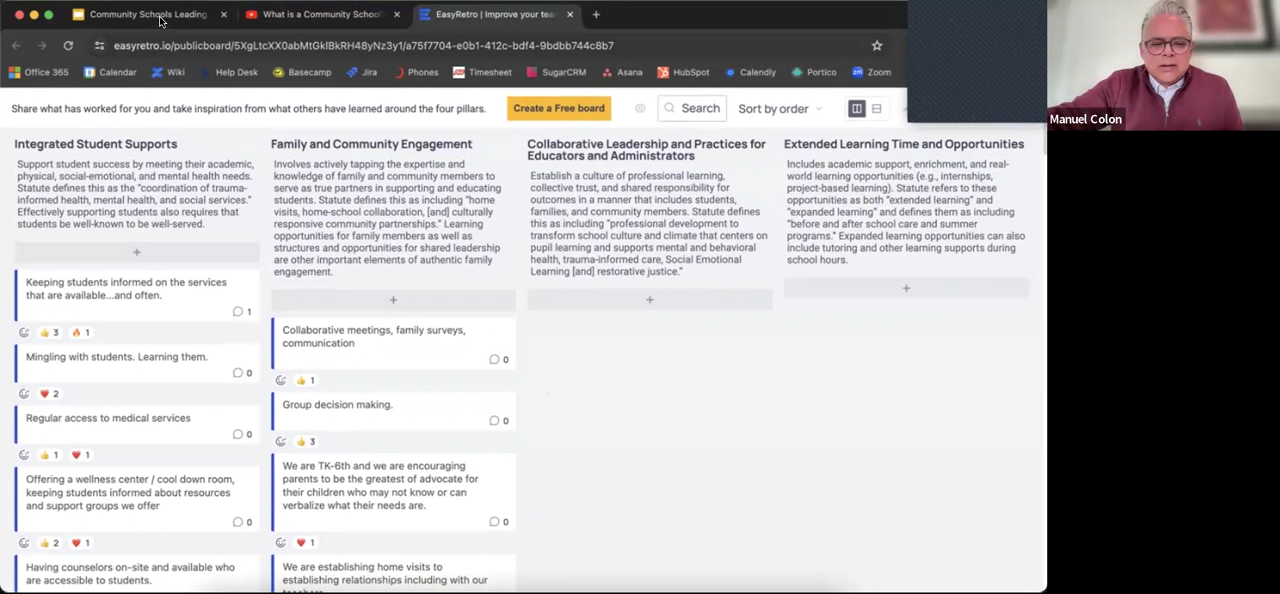 Community Schools Leading
What is a Community School
EasyRetro | Improve your tea
easyretro.io/publicboard/5XgLtcXX0abMtGklBkRH48yNz3y1/a75f7704-e0b1-412c-bdf4-9bdbb744c8b7
Office 365
Calendar
Wiki
Help Desk
Basecamp
Jira
Phones
Timesheet
SugarCRM
Asana
HubSpot
Calendly
Portico
Zoom
Share what has worked for you and take inspiration from what others have learned around the four pillars.
Create a Free board
Search
Sort by order
Integrated Student Supports
Support student success by meeting their academic,
physical, social-emotional, and mental health needs.
Statute defines this as the "coordination of trauma-
informed health, mental health, and social services."
Effectively supporting students also requires that
students be well-known to be well-served.
+
Keeping students informed on the services
that are available...and often.
1
3
1
Mingling with students. Learning them.
0
2
Regular access to medical services
0
1
1
Offering a wellness center / cool down room,
keeping students informed about resources
and support groups we offer
0
2
1
Having counselors on-site and available who
are accessible to students.
Family and Community Engagement
Involves actively tapping the expertise and
knowledge of family and community members to
serve as true partners in supporting and educating
students. Statute defines this as including "home
visits, home-school collaboration, [and] culturally
responsive community partnerships." Learning
opportunities for family members as well as
structures and opportunities for shared leadership
are other important elements of authentic family
engagement.
+
Collaborative meetings, family surveys,
communication
0
1
Group decision making.
0
3
We are TK-6th and we are encouraging
parents to be the greatest of advocate for
their children who may not know or can
verbalize what their needs are.
0
1
We are establishing home visits to
establishing relationships including with our
teachers
Collaborative Leadership and Practices for
Educators and Administrators
Establish a culture of professional learning,
collective trust, and shared responsibility for
outcomes in a manner that includes students,
families, and community members. Statute defines
this as including "professional development to
transform school culture and climate that centers on
pupil learning and supports mental and behavioral
health, trauma-informed care, Social Emotional
Learning [and] restorative justice."
+
Extended Learning Time and Opportunities
Includes academic support, enrichment, and real-
world learning opportunities (e.g., internships,
project-based learning). Statute refers to these
opportunities as both "extended learning" and
"expanded learning" and defines them as including
"before and after school care and summer
programs." Expanded learning opportunities can also
include tutoring and other learning supports during
school hours.
+
Manuel Colon